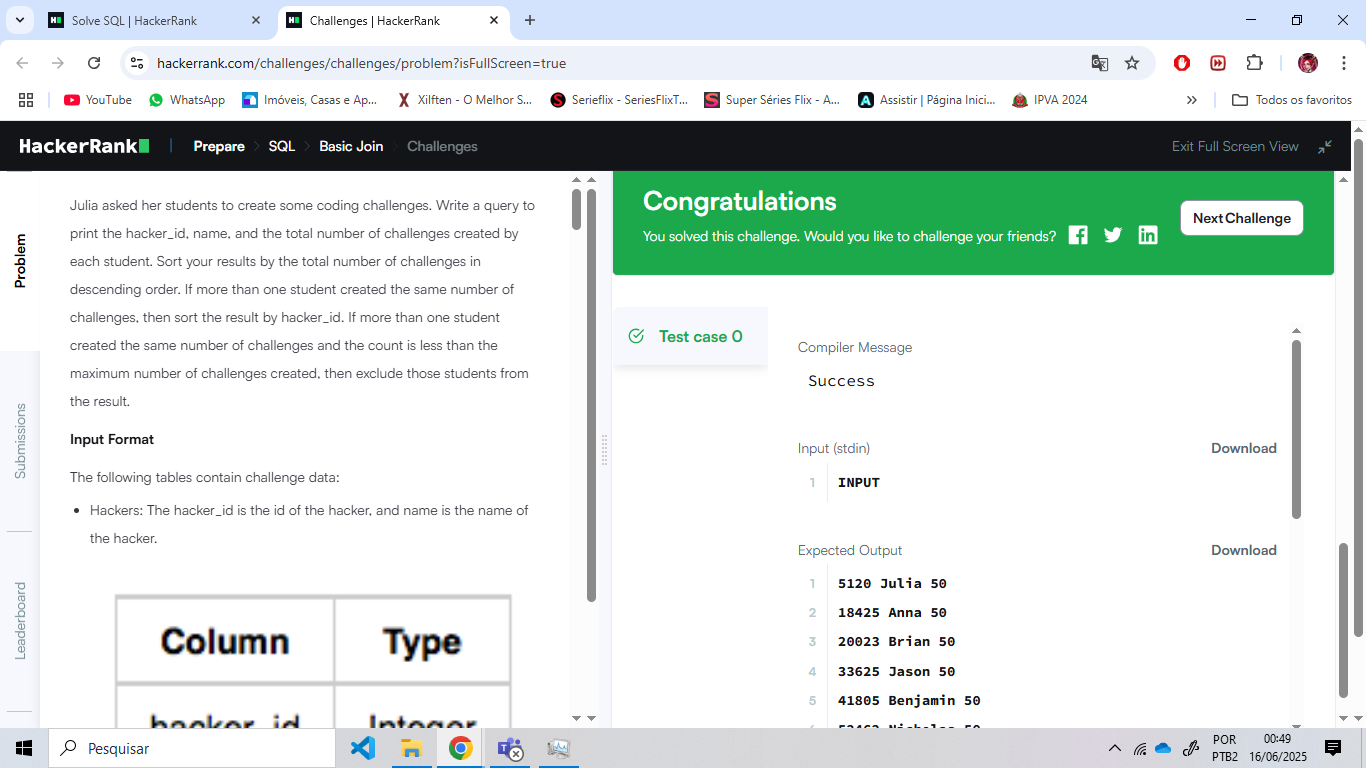 Solve SQL | HackerRank
Challenges | HackerRank
hackerrank.com/challenges/challenges/problem?isFullScreen=true
YouTube
WhatsApp
Imóveis, Casas e Ap...
Xilften - O Melhor S...
Serieflix - SeriesFlixT...
Super Séries Flix - A...
Assistir | Página Inici...
IPVA 2024
Todos os favoritos
HackerRank
Prepare
SQL
Basic Join
Challenges
Exit Full Screen View
Problem
Submissions
Leaderboard
Julia asked her students to create some coding challenges. Write a query to
print the hacker_id, name, and the total number of challenges created by
each student. Sort your results by the total number of challenges in
descending order. If more than one student created the same number of
challenges, then sort the result by hacker_id. If more than one student
created the same number of challenges and the count is less than the
maximum number of challenges created, then exclude those students from
the result.
Input Format
The following tables contain challenge data:
Hackers: The hacker_id is the id of the hacker, and name is the name of
the hacker.
Column Type
hacker_id Integer
Congratulations
You solved this challenge. Would you like to challenge your friends?
Next Challenge
Test case 0
Compiler Message
Success
Input (stdin)
Download
1 INPUT
Expected Output
Download
1 5120 Julia 50
2 18425 Anna 50
3 20023 Brian 50
4 33625 Jason 50
5 41805 Benjamin 50
Pesquisar
POR
PTB2
00:49
16/06/2025